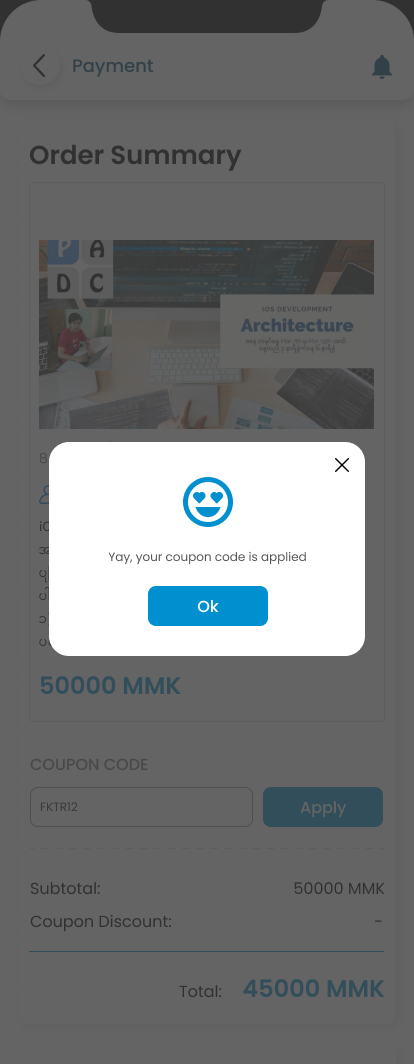 Payment
Order Summary
P A
D C
IOS DEVELOPMENT
Architecture
Yay, your coupon code is applied
Ok
50000 MMK
COUPON CODE
FKTR12
Apply
Subtotal: 50000 MMK
Coupon Discount: -
Total: 45000 MMK